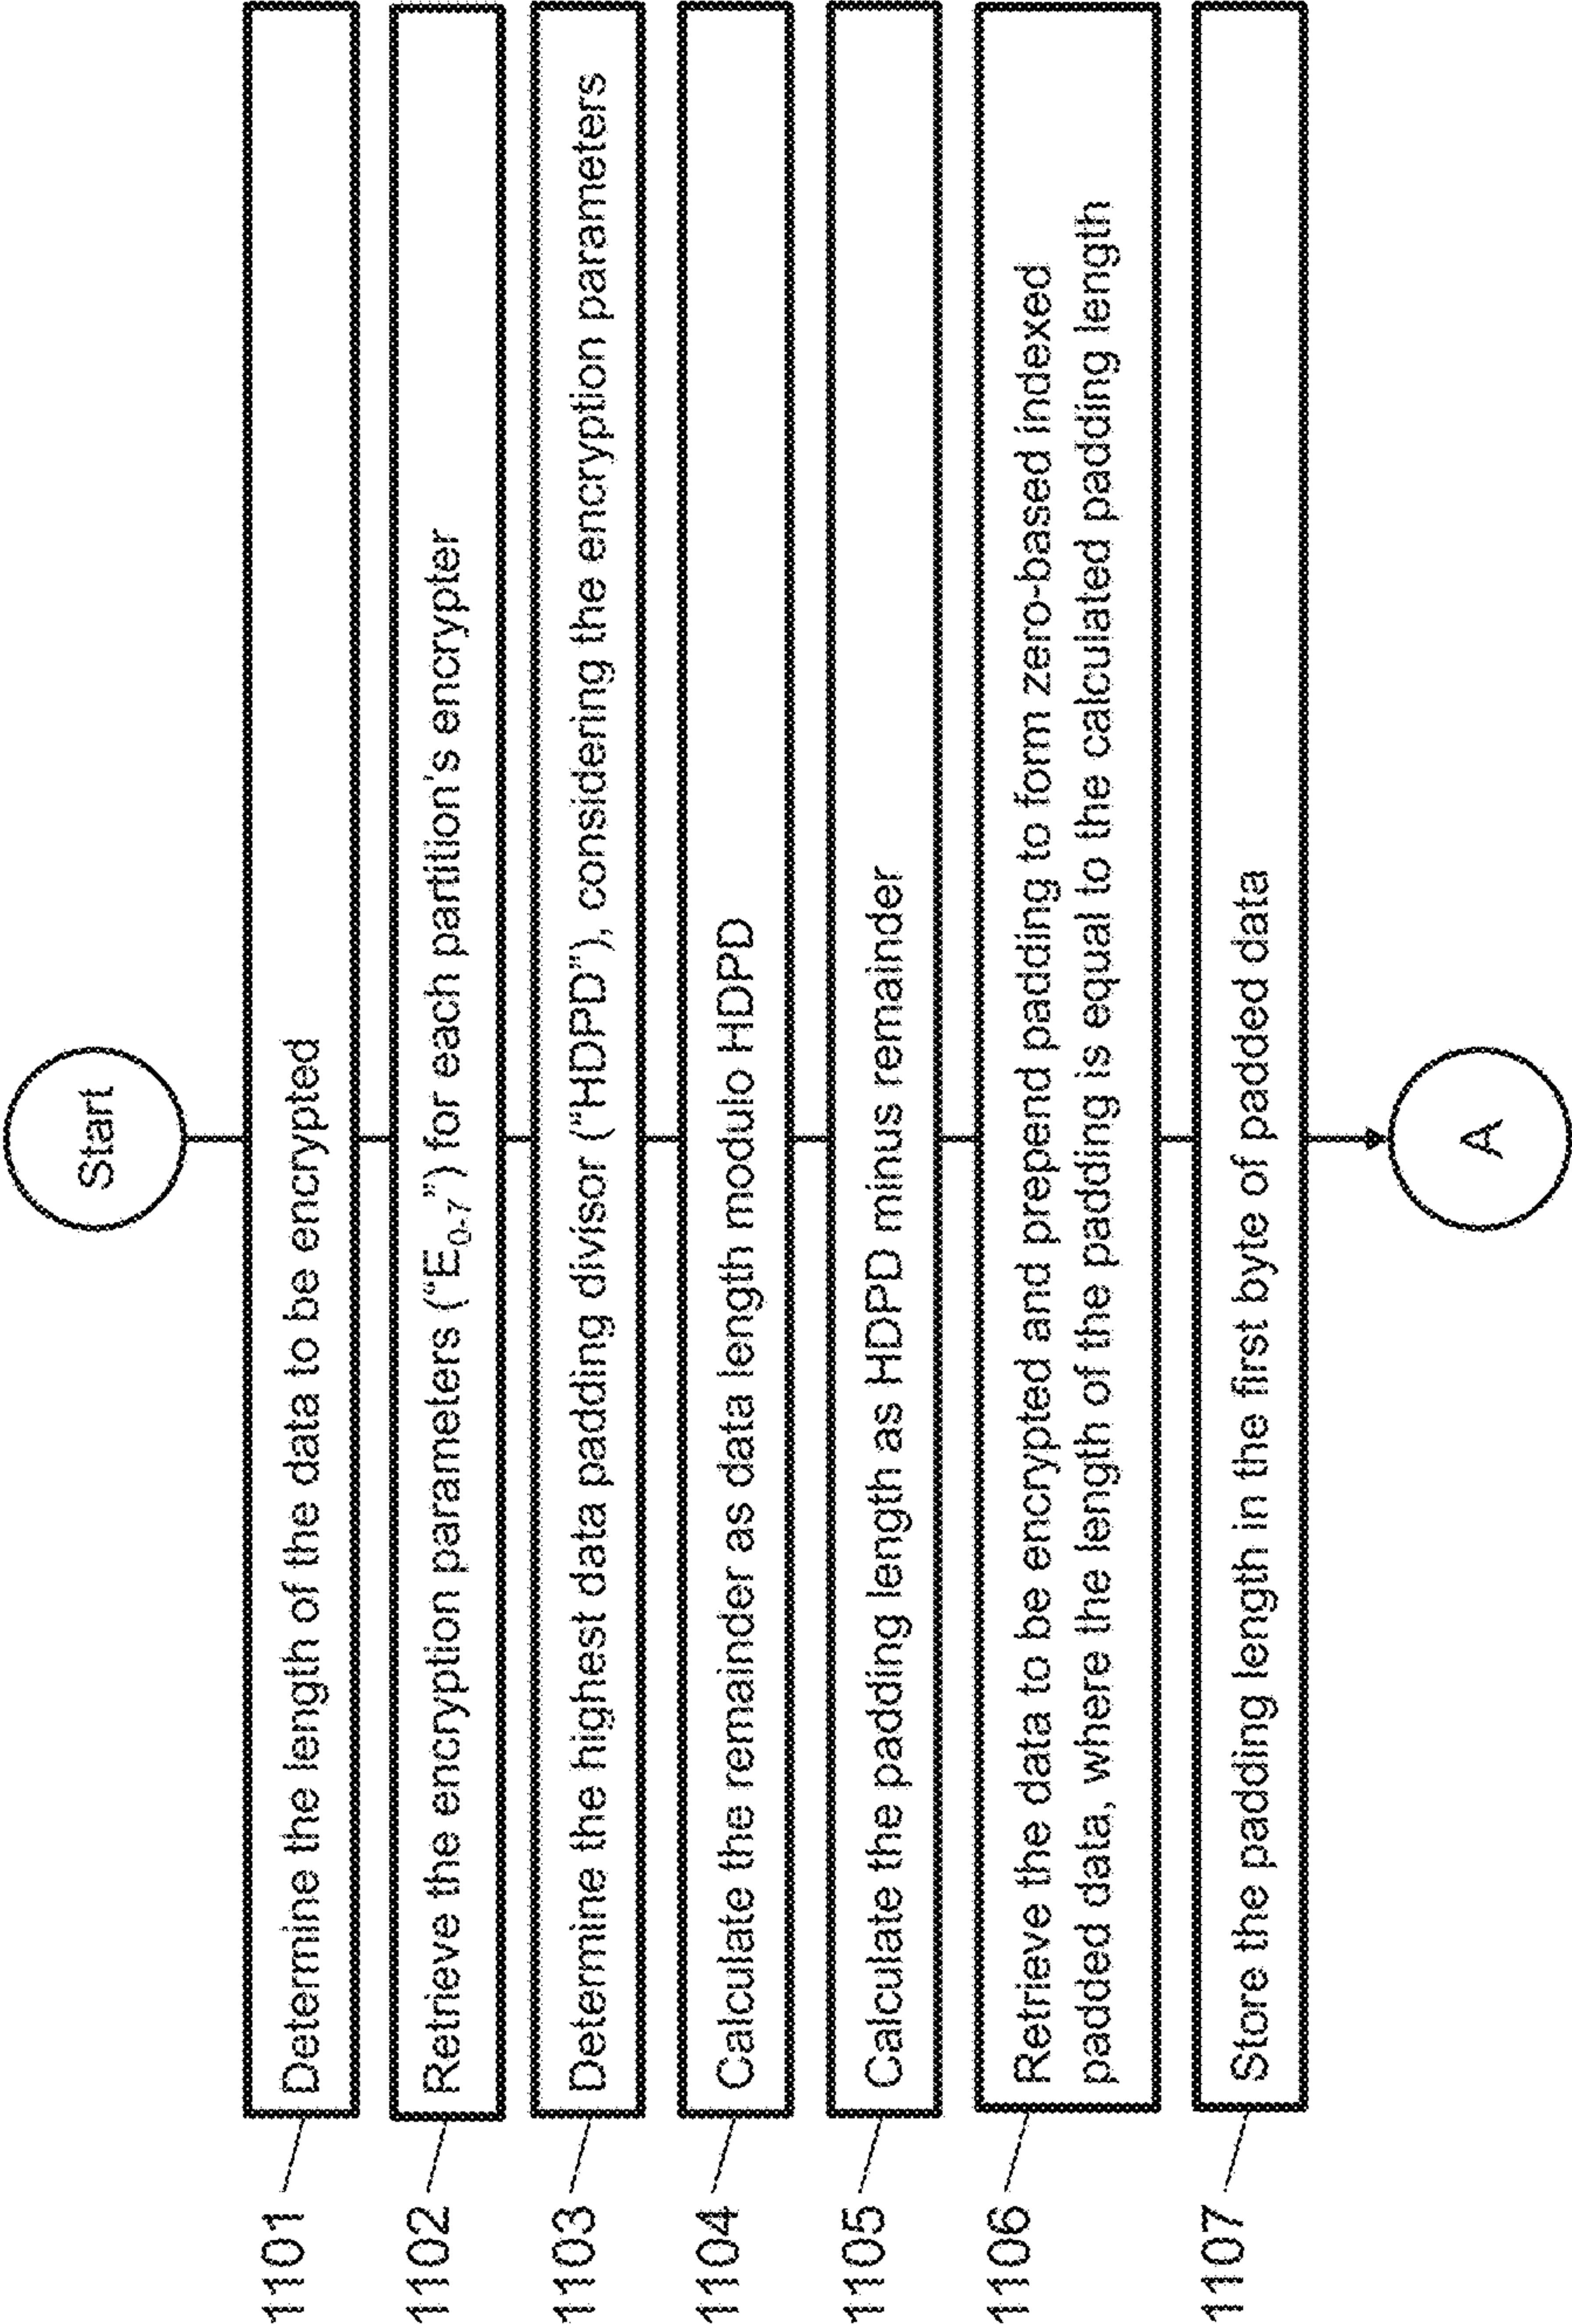 Start
1101
Determine the length of the data to be encrypted
1102
Retrieve the encryption parameters (“E0-7”) for each partition’s encrypter
1103
Determine the highest data padding divisor (“HDPD”), considering the encryption parameters
1104
Calculate the remainder as data length modulo HDPD
1105
Calculate the padding length as HDPD minus remainder
1106
Retrieve the data to be encrypted and prepend padding to form zero-based indexed
padded data, where the length of the padding is equal to the calculated padding length
1107
Store the padding length in the first byte of padded data
A